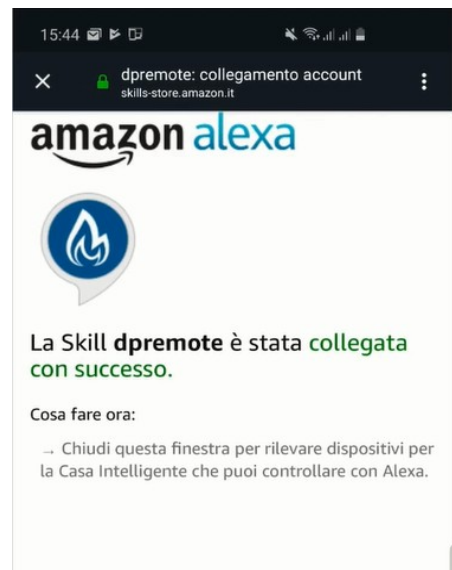 15:44
dpremote: collegamento account
skills-store.amazon.it
amazon alexa
La Skill dpremote è stata collegata
con successo.
Cosa fare ora:
→ Chiudi questa finestra per rilevare dispositivi per
la Casa Intelligente che puoi controllare con Alexa.